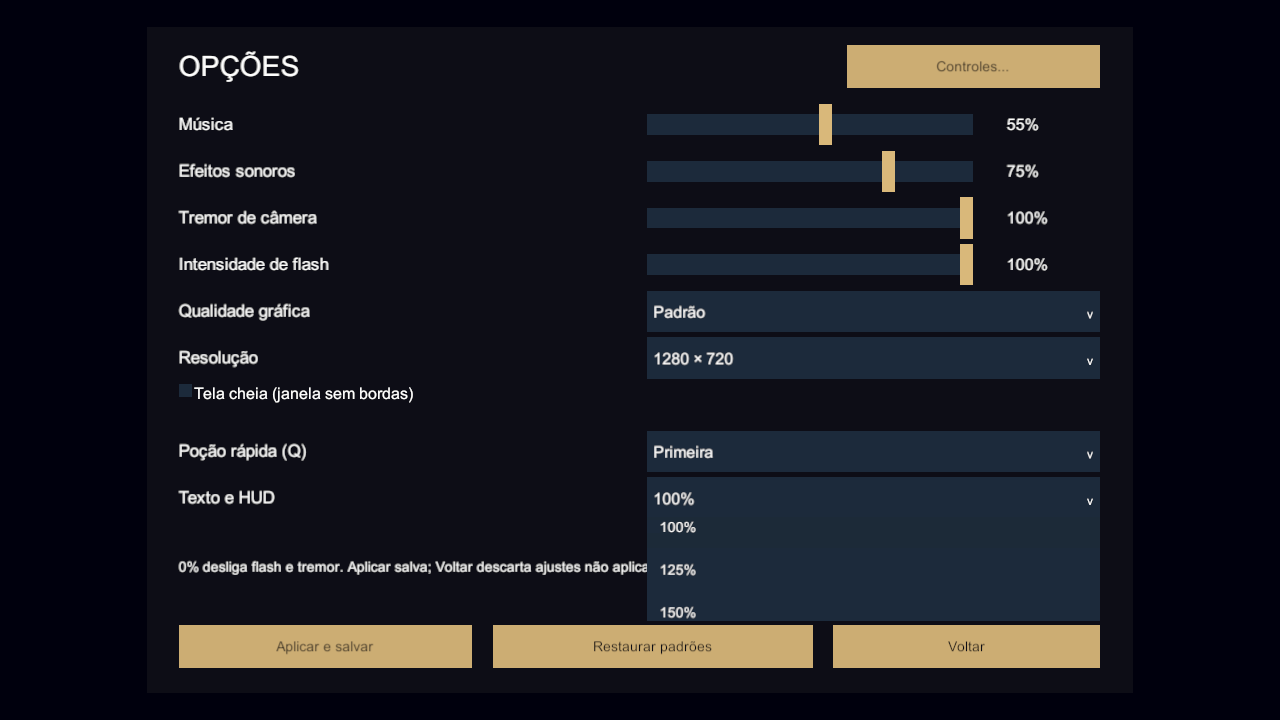 OPÇÕES
Controles...
Música
55%
Efeitos sonoros
75%
Tremor de câmera
100%
Intensidade de flash
100%
Qualidade gráfica
Padrão
v
Resolução
1280 × 720
v
Tela cheia (janela sem bordas)
Poção rápida (Q)
Primeira
v
Texto e HUD
100%
v
100%
125%
150%
0% desliga flash e tremor. Aplicar salva; Voltar descarta ajustes não aplica
Aplicar e salvar
Restaurar padrões
Voltar